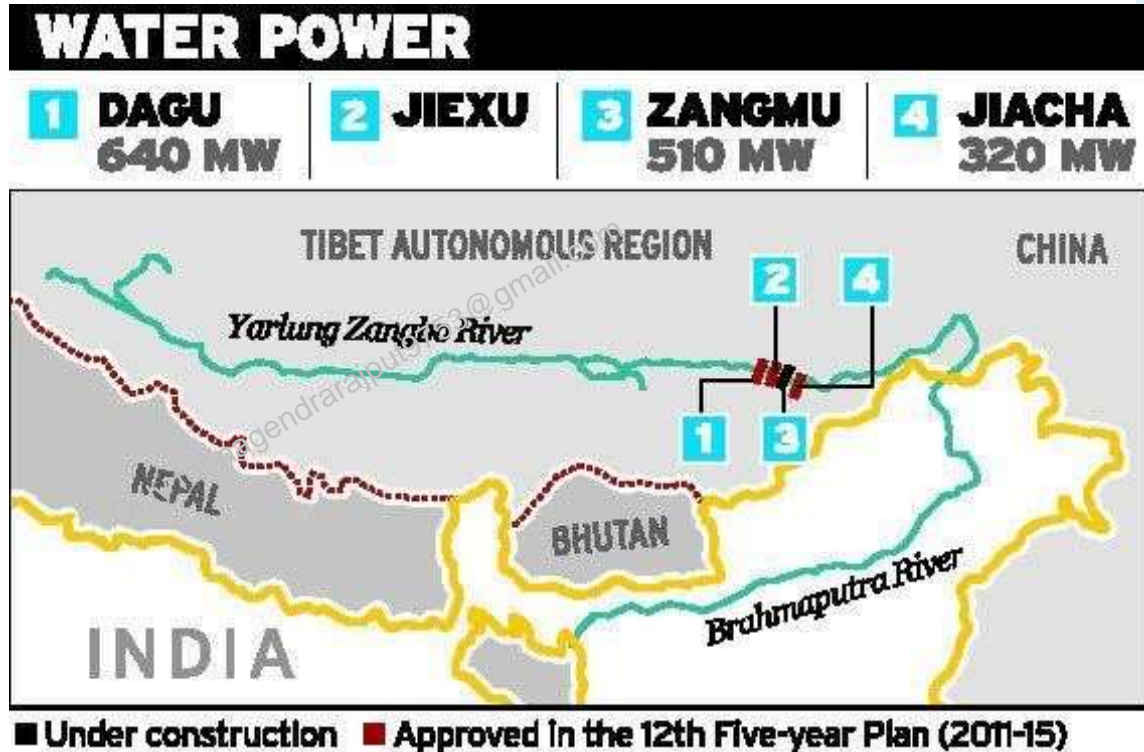 WATER POWER
1 DAGU
640 MW
2 JIEXU
3 ZANGMU
510 MW
4 JIACHA
320 MW
TIBET AUTONOMOUS REGION
CHINA
2
4
Yarlung Zangbo River
1
3
NEPAL
BHUTAN
Brahmaputra River
INDIA
Under construction
Approved in the 12th Five-year Plan (2011-15)